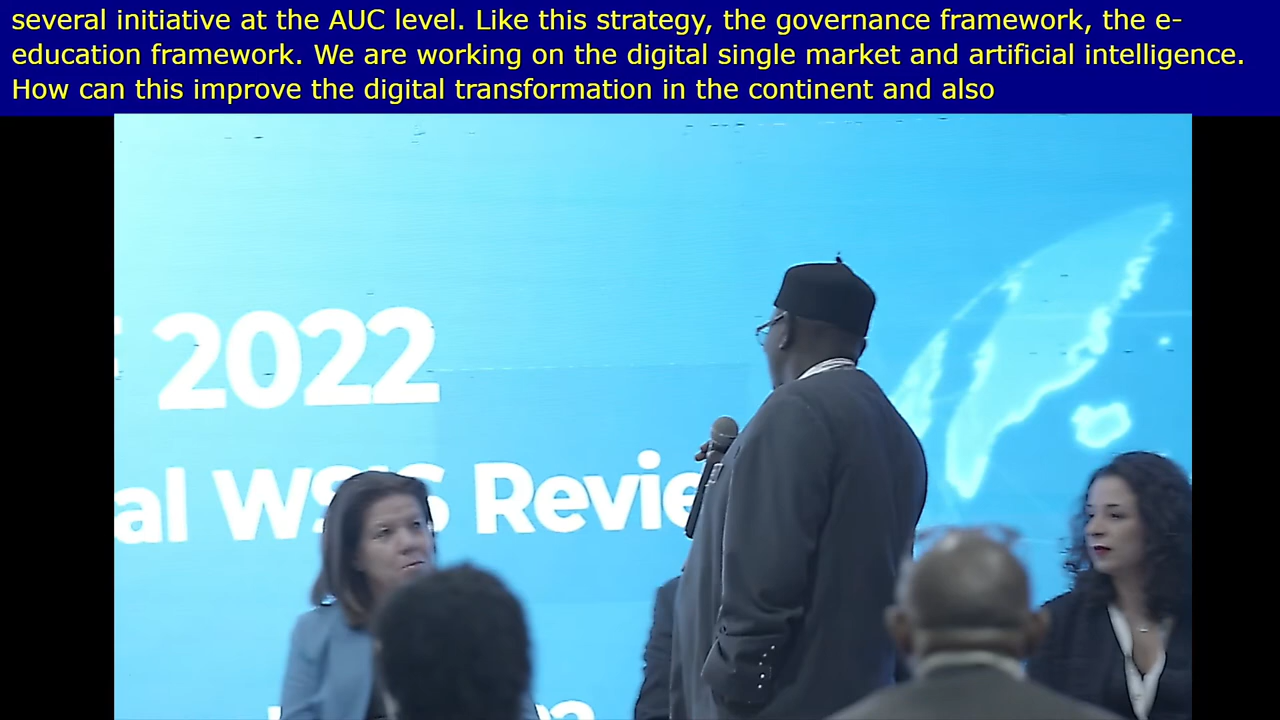 several initiative at the AUC level. Like this strategy, the governance framework, the e-
education framework. We are working on the digital single market and artificial intelligence.
How can this improve the digital transformation in the continent and also
2022
al WSIS Revie